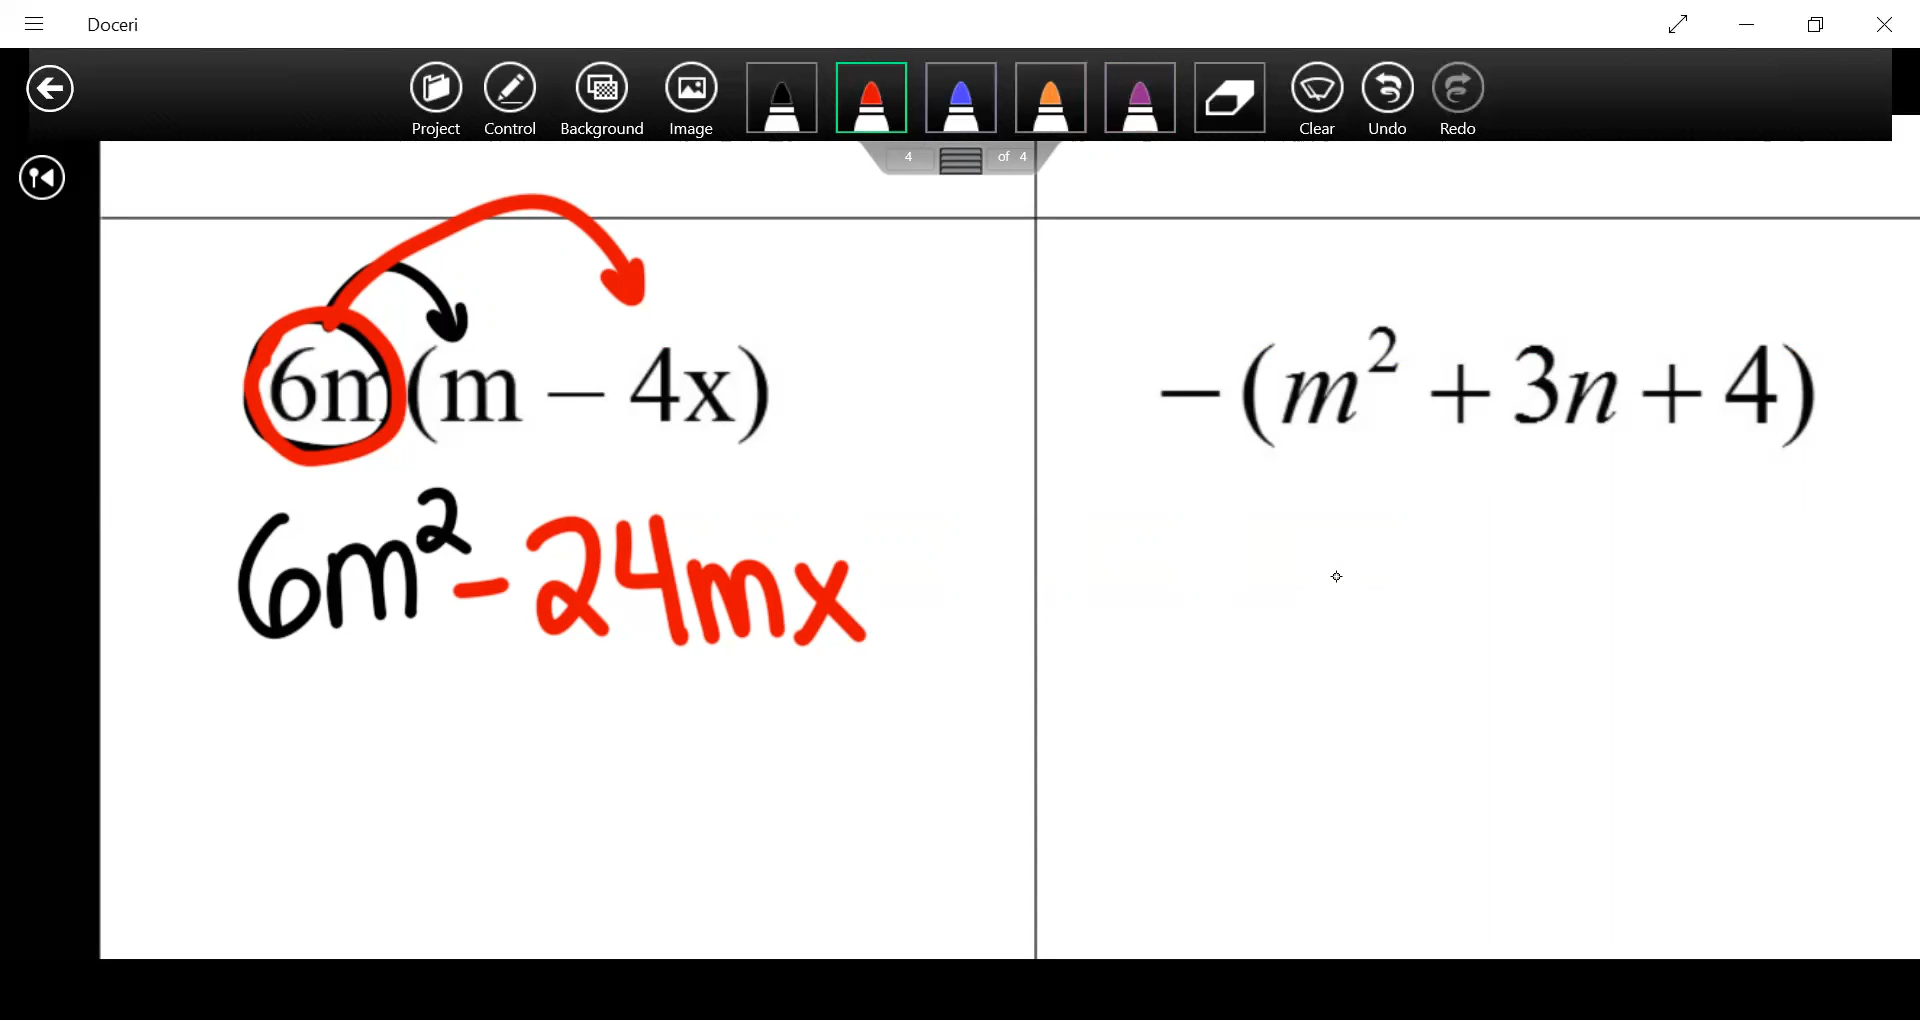 Doceri
Project Control Background Image Clear Undo Redo
4 of 4
6m(m – 4x)
6m² - 24mx
−(m² + 3n + 4)